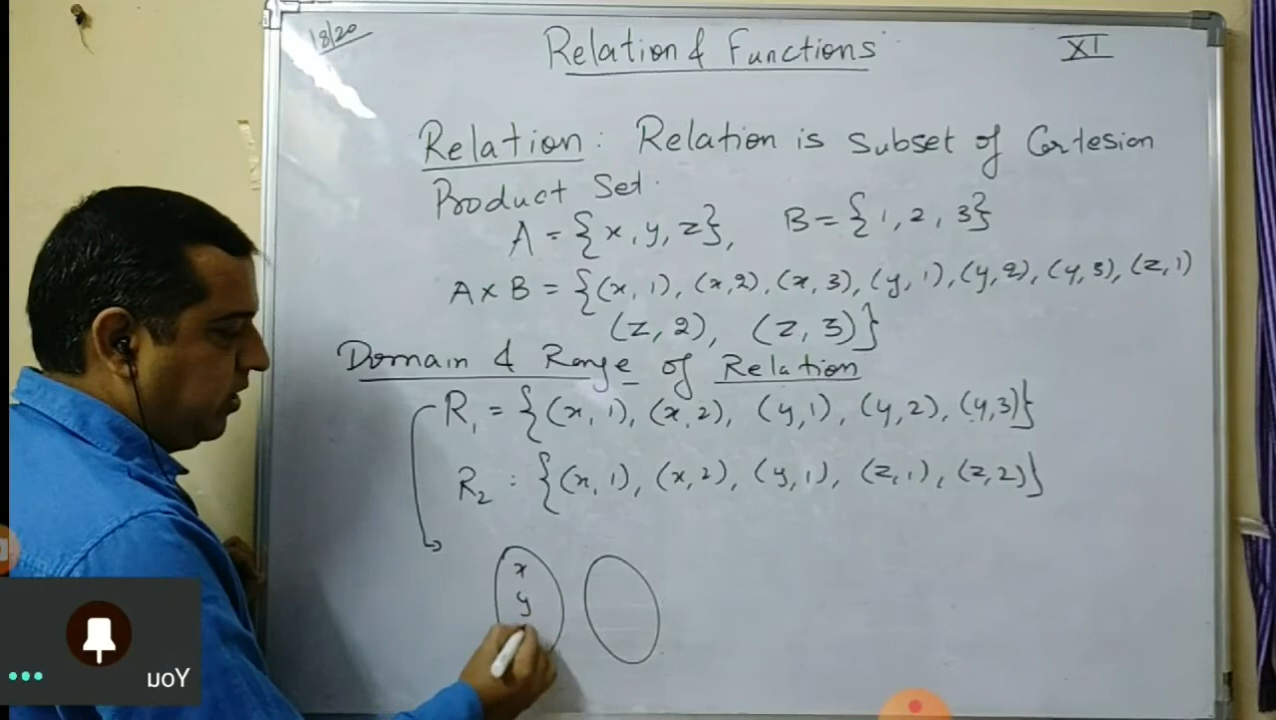 18/20
Relation & Functions
XI
Relation : Relation is Subset of Cartesion
Product Set.
A = {x, y, z}, B = {1, 2, 3}
A × B = {(x, 1), (x, 2), (x, 3), (y, 1), (y, 2), (y, 3), (z, 1)
(z, 2), (z, 3)}
Domain & Range of Relation
R₁ = {(x, 1), (x, 2), (y, 1), (y, 2), (y, 3)}
R₂ : {(x, 1), (x, 2), (y, 1), (z, 1), (z, 2)}
x
y
You